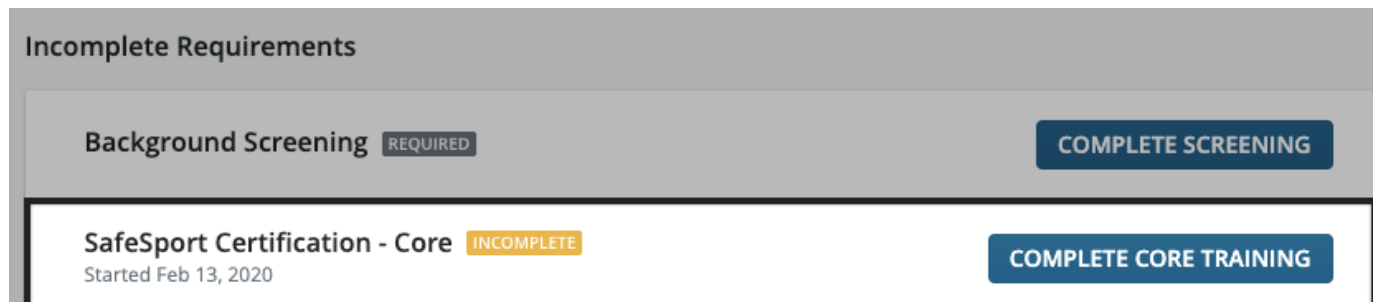 Incomplete Requirements
Background Screening REQUIRED
COMPLETE SCREENING
SafeSport Certification - Core INCOMPLETE
Started Feb 13, 2020
COMPLETE CORE TRAINING